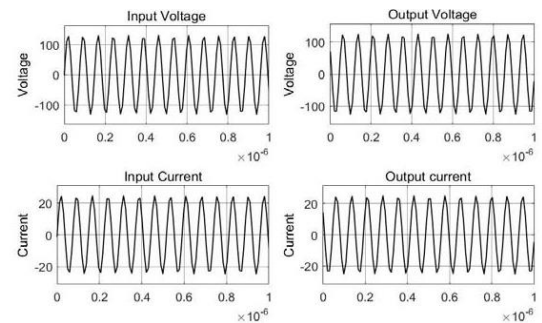 Input Voltage
Voltage
100
0
-100
0 0.2 0.4 0.6 0.8 1
×10-6
Output Voltage
Voltage
100
0
-100
0 0.2 0.4 0.6 0.8 1
×10-6
Input Current
Current
20
0
-20
0 0.2 0.4 0.6 0.8 1
×10-6
Output current
Current
20
0
-20
0 0.2 0.4 0.6 0.8 1
×10-6